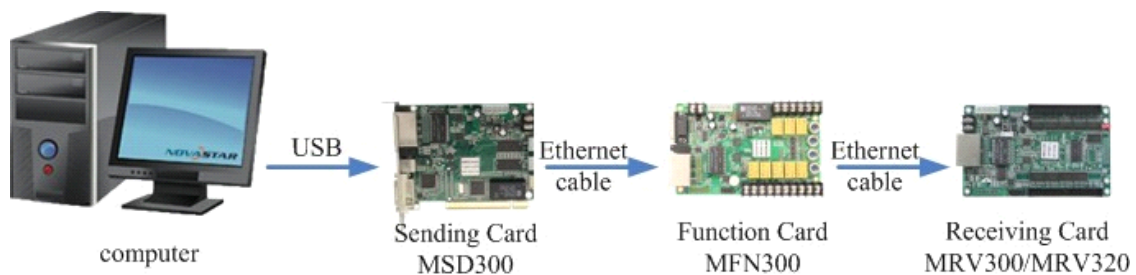 NOVASTAR
USB
Ethernet
cable
Ethernet
cable
computer
Sending Card
MSD300
Function Card
MFN300
Receiving Card
MRV300/MRV320